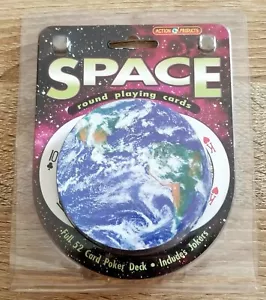 ACTION PRODUCTS
SPACE
round playing cards
10
A
Full 52 Card Poker Deck • Includes Jokers